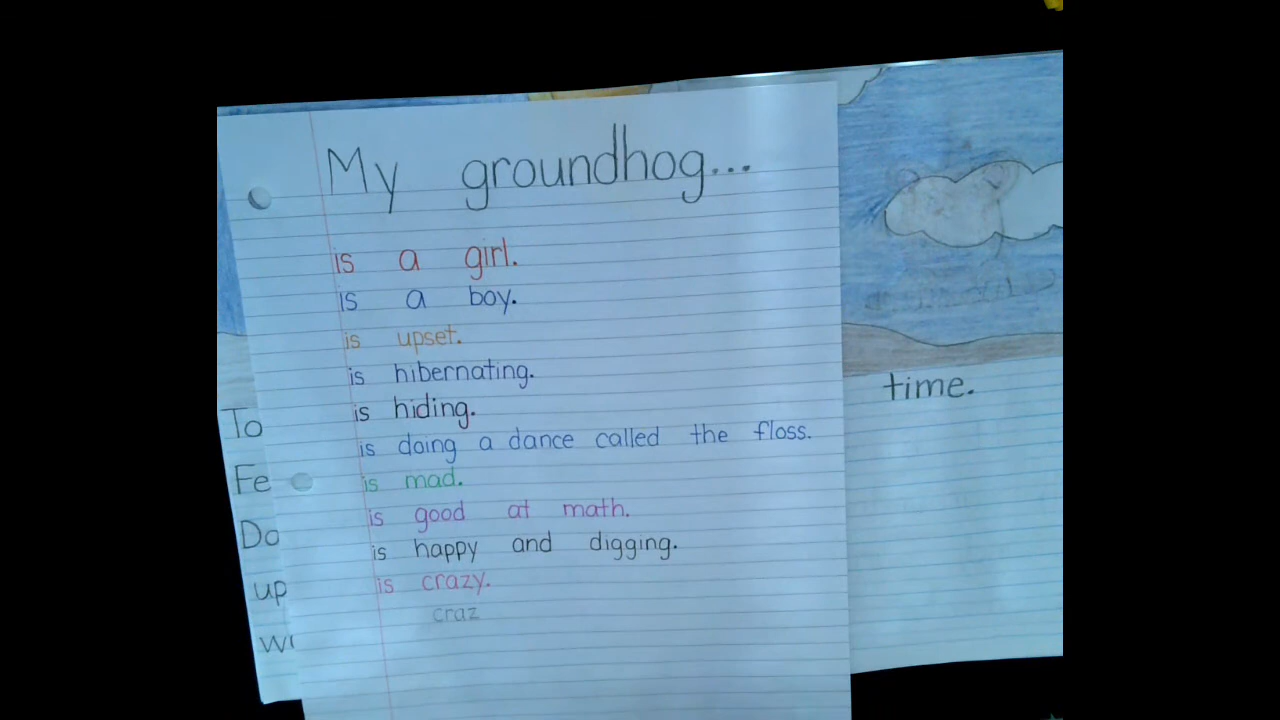 My groundhog...
is a girl.
is a boy.
is upset.
is hibernating.
is hiding.
is doing a dance called the floss.
is mad.
is good at math.
is happy and digging.
is crazy.
craz
To
Fe
Do
up
wi
time.